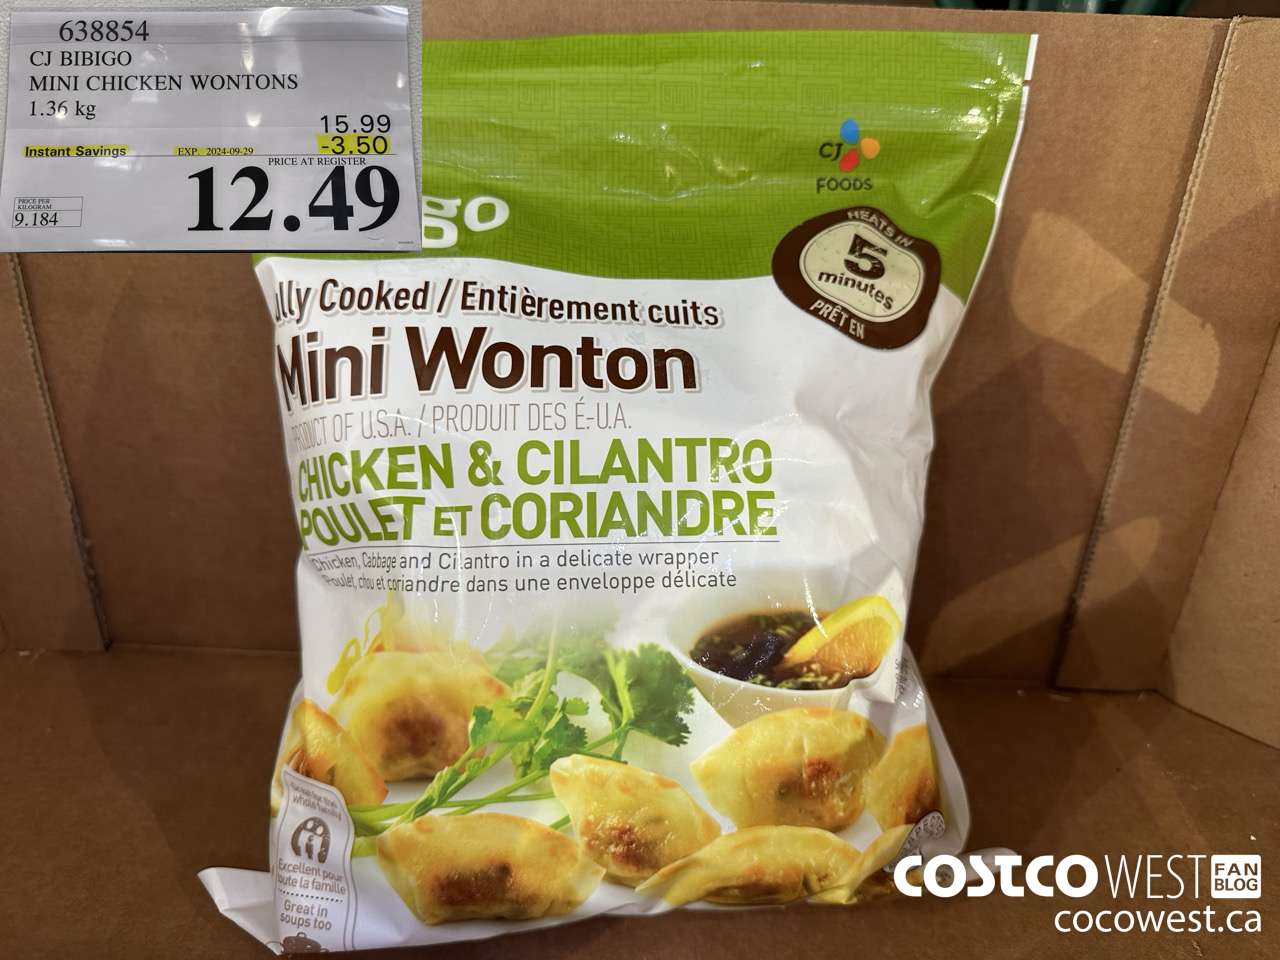 638854
CJ BIBIGO
MINI CHICKEN WONTONS
1.36 kg
15.99
Instant Savings EXP. 2024-09-29 -3.50
PRICE AT REGISTER
12.49
PRICE PER
KILOGRAM
9.184
go
CJ
FOODS
HEATS IN
5
minutes
PRÊT EN
lly Cooked / Entièrement cuits
Mini Wonton
PRODUCT OF U.S.A. / PRODUIT DES É-U.A.
CHICKEN & CILANTRO
POULET ET CORIANDRE
Chicken, Cabbage and Cilantro in a delicate wrapper
Poulet, chou et coriandre dans une enveloppe délicate
whole family
Excellent pour
toute la famille
Great in
soups too
COSTCO WEST FAN BLOG
cocowest.ca